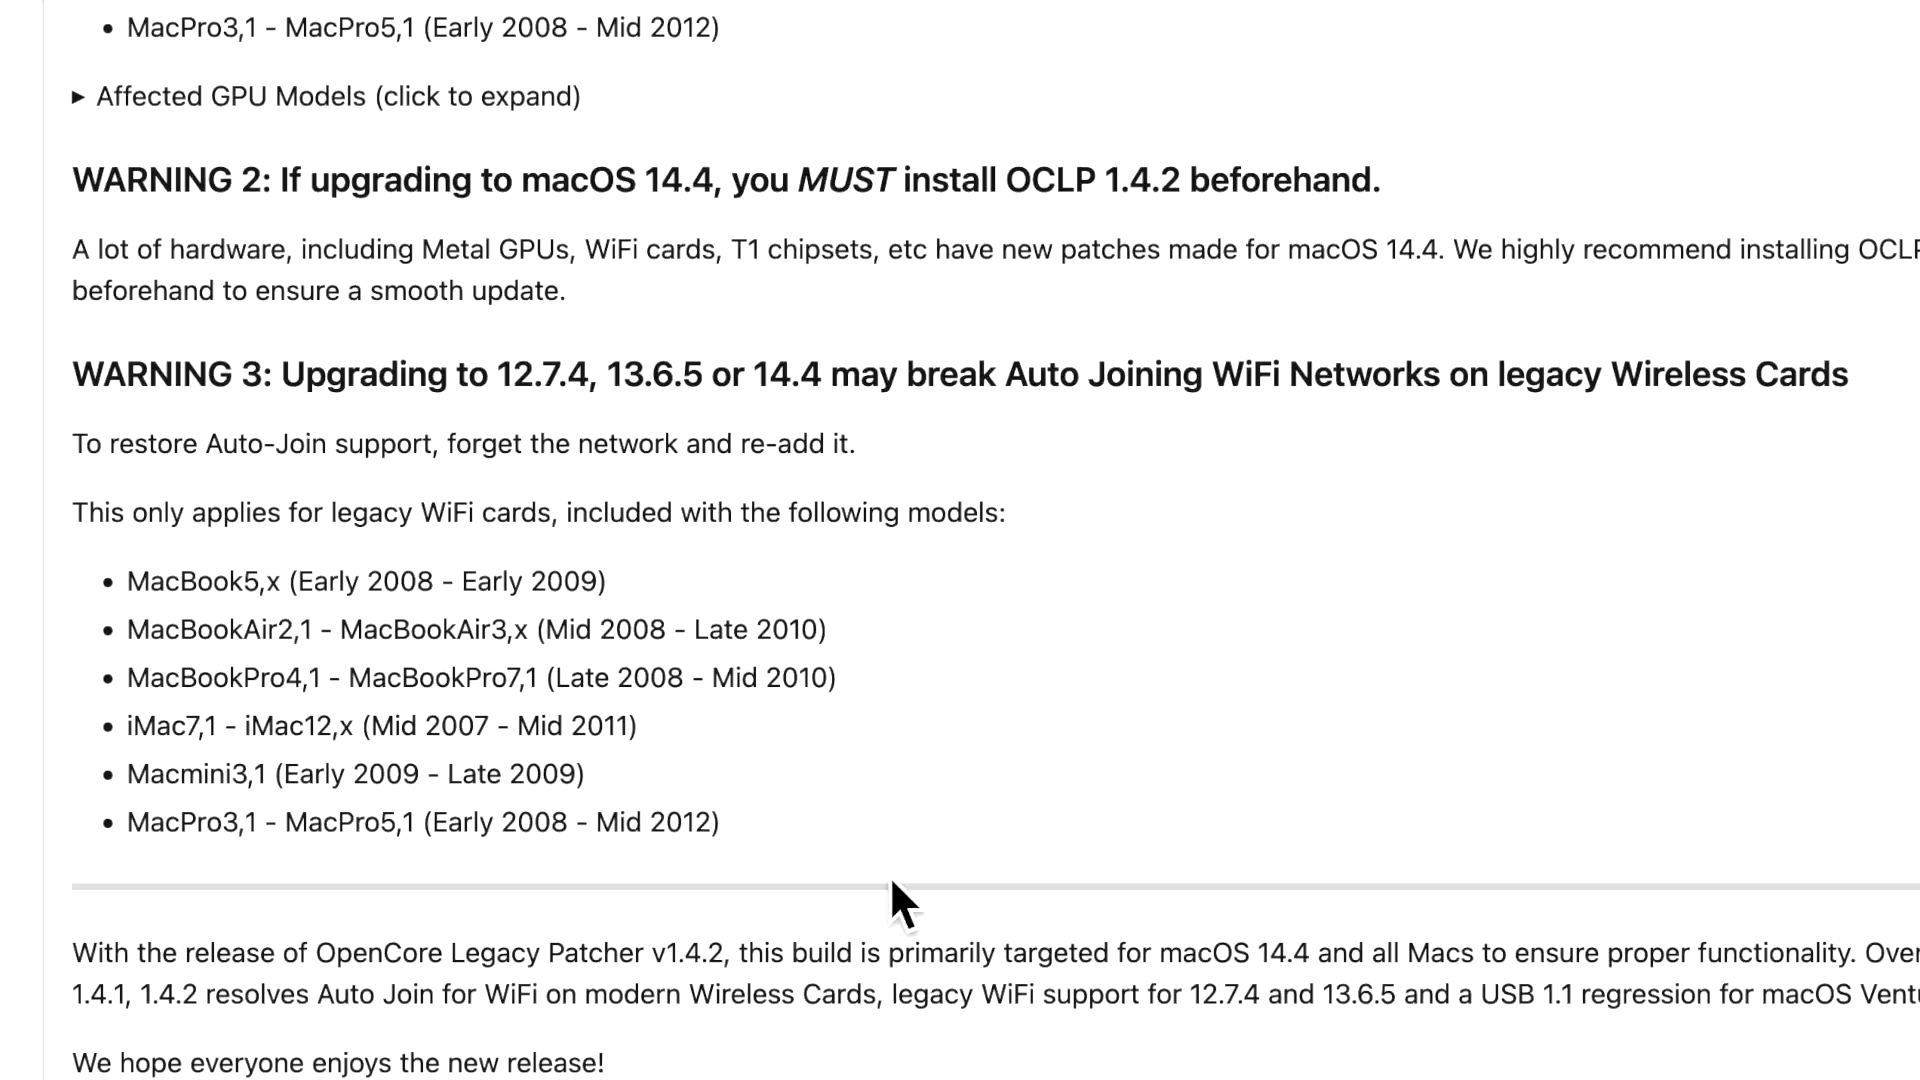 • MacPro3,1 - MacPro5,1 (Early 2008 - Mid 2012)
▸ Affected GPU Models (click to expand)
WARNING 2: If upgrading to macOS 14.4, you MUST install OCLP 1.4.2 beforehand.
A lot of hardware, including Metal GPUs, WiFi cards, T1 chipsets, etc have new patches made for macOS 14.4. We highly recommend installing OCLP
beforehand to ensure a smooth update.
WARNING 3: Upgrading to 12.7.4, 13.6.5 or 14.4 may break Auto Joining WiFi Networks on legacy Wireless Cards
To restore Auto-Join support, forget the network and re-add it.
This only applies for legacy WiFi cards, included with the following models:
• MacBook5,x (Early 2008 - Early 2009)
• MacBookAir2,1 - MacBookAir3,x (Mid 2008 - Late 2010)
• MacBookPro4,1 - MacBookPro7,1 (Late 2008 - Mid 2010)
• iMac7,1 - iMac12,x (Mid 2007 - Mid 2011)
• Macmini3,1 (Early 2009 - Late 2009)
• MacPro3,1 - MacPro5,1 (Early 2008 - Mid 2012)
With the release of OpenCore Legacy Patcher v1.4.2, this build is primarily targeted for macOS 14.4 and all Macs to ensure proper functionality. Over
1.4.1, 1.4.2 resolves Auto Join for WiFi on modern Wireless Cards, legacy WiFi support for 12.7.4 and 13.6.5 and a USB 1.1 regression for macOS
We hope everyone enjoys the new release!